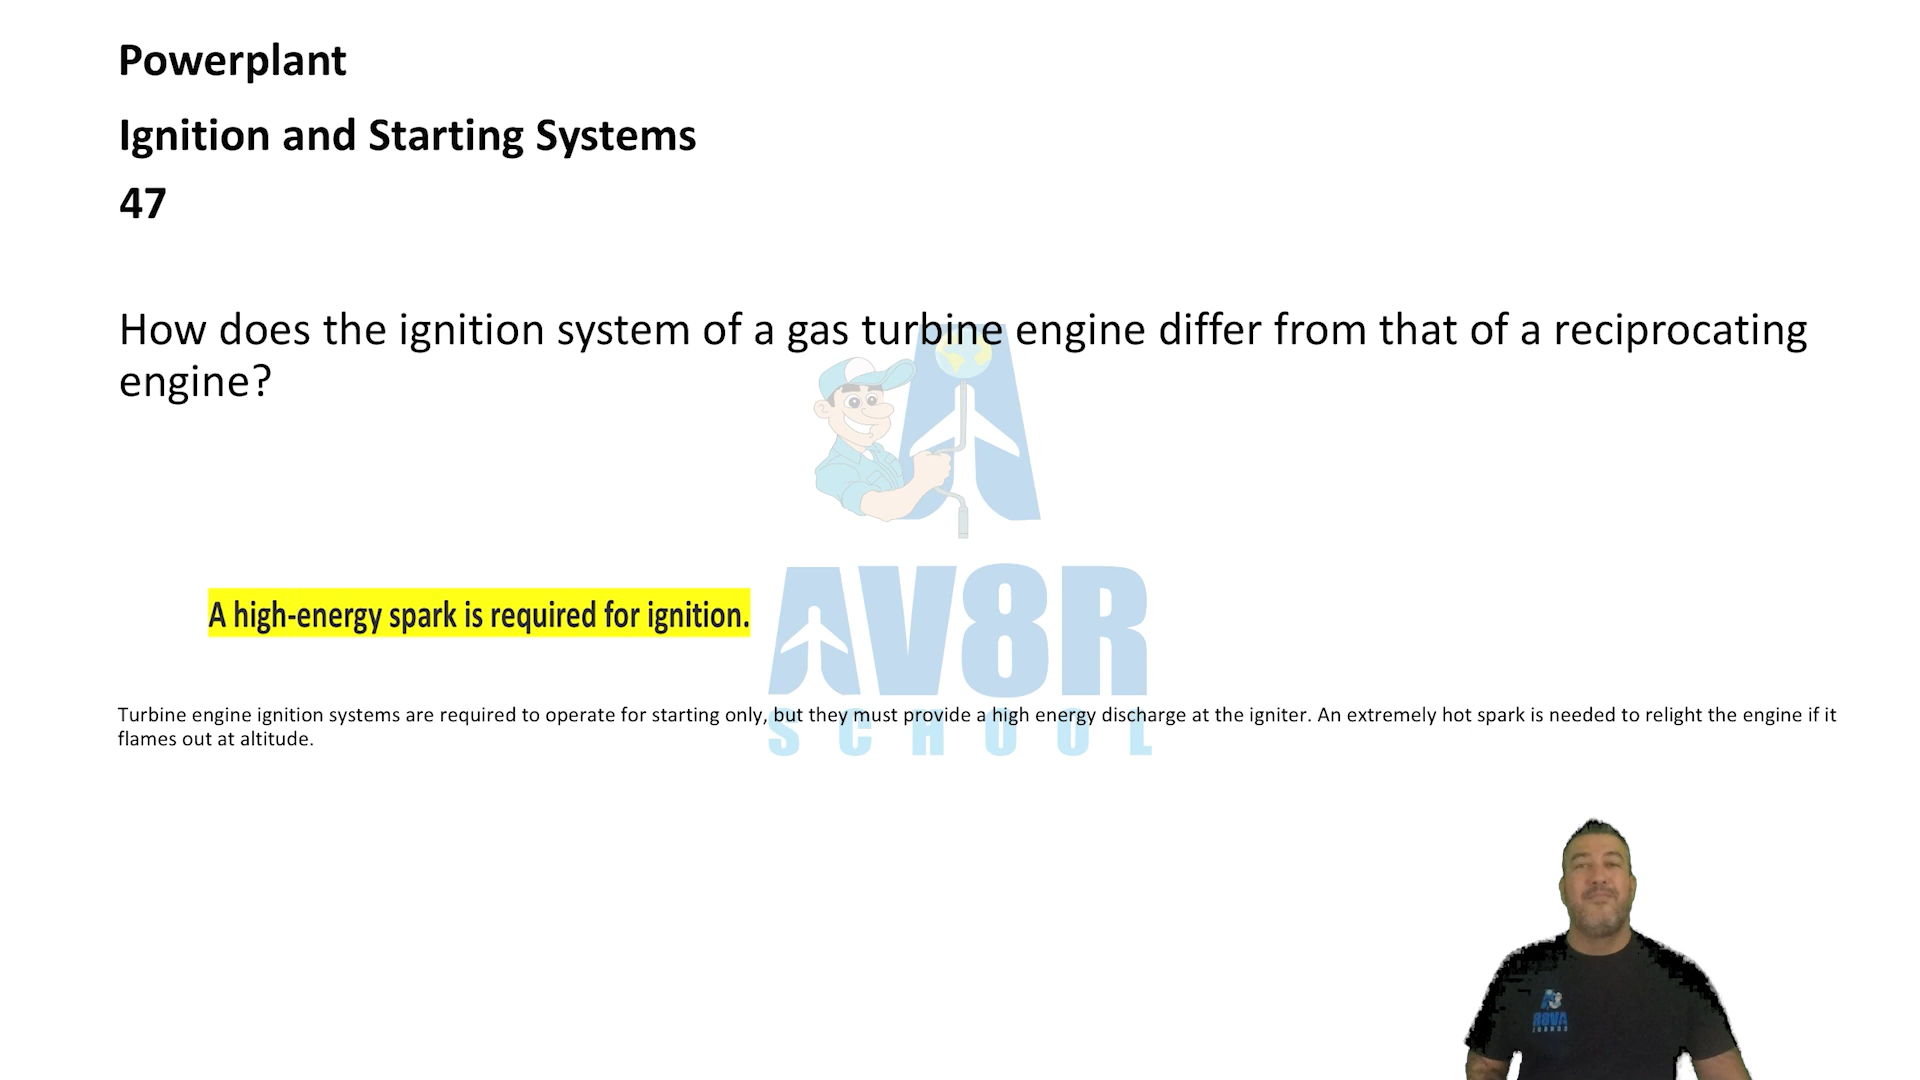 Powerplant
Ignition and Starting Systems
47
How does the ignition system of a gas turbine engine differ from that of a reciprocating
engine?
A high-energy spark is required for ignition.
AV8R
SCHOOL
Turbine engine ignition systems are required to operate for starting only, but they must provide a high energy discharge at the igniter. An extremely hot spark is needed to relight the engine if it
flames out at altitude.